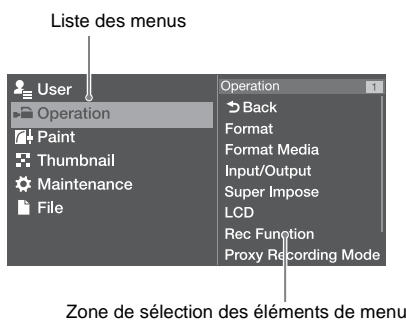 Liste des menus
User
Operation
Paint
Thumbnail
Maintenance
File
Operation 1
Back
Format
Format Media
Input/Output
Super Impose
LCD
Rec Function
Proxy Recording Mode
Zone de sélection des éléments de menu